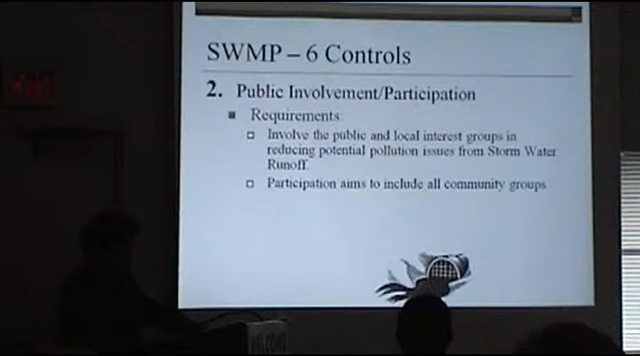 SWMP – 6 Controls
2. Public Involvement/Participation
Requirements:
Involve the public and local interest groups in
reducing potential pollution issues from Storm Water
Runoff.
Participation aims to include all community groups
EXIT